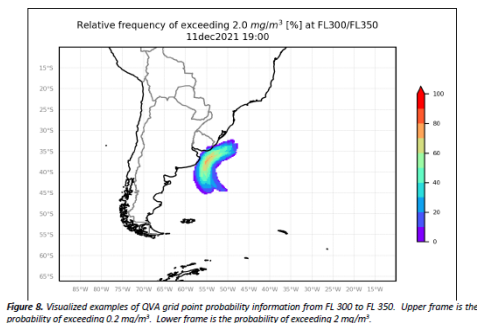 Relative frequency of exceeding 2.0 mg/m³ [%] at FL300/FL350
11dec2021 19:00
15°S
20°S
25°S
30°S
35°S
40°S
45°S
50°S
55°S
60°S
65°S
85°W 80°W 75°W 70°W 65°W 60°W 55°W 50°W 45°W 40°W 35°W 30°W 25°W 20°W 15°W
100
80
60
40
20
0
Figure 8. Visualized examples of QVA grid point probability information from FL 300 to FL 350. Upper frame is the
probability of exceeding 0.2 mg/m³. Lower frame is the probability of exceeding 2 mg/m³.